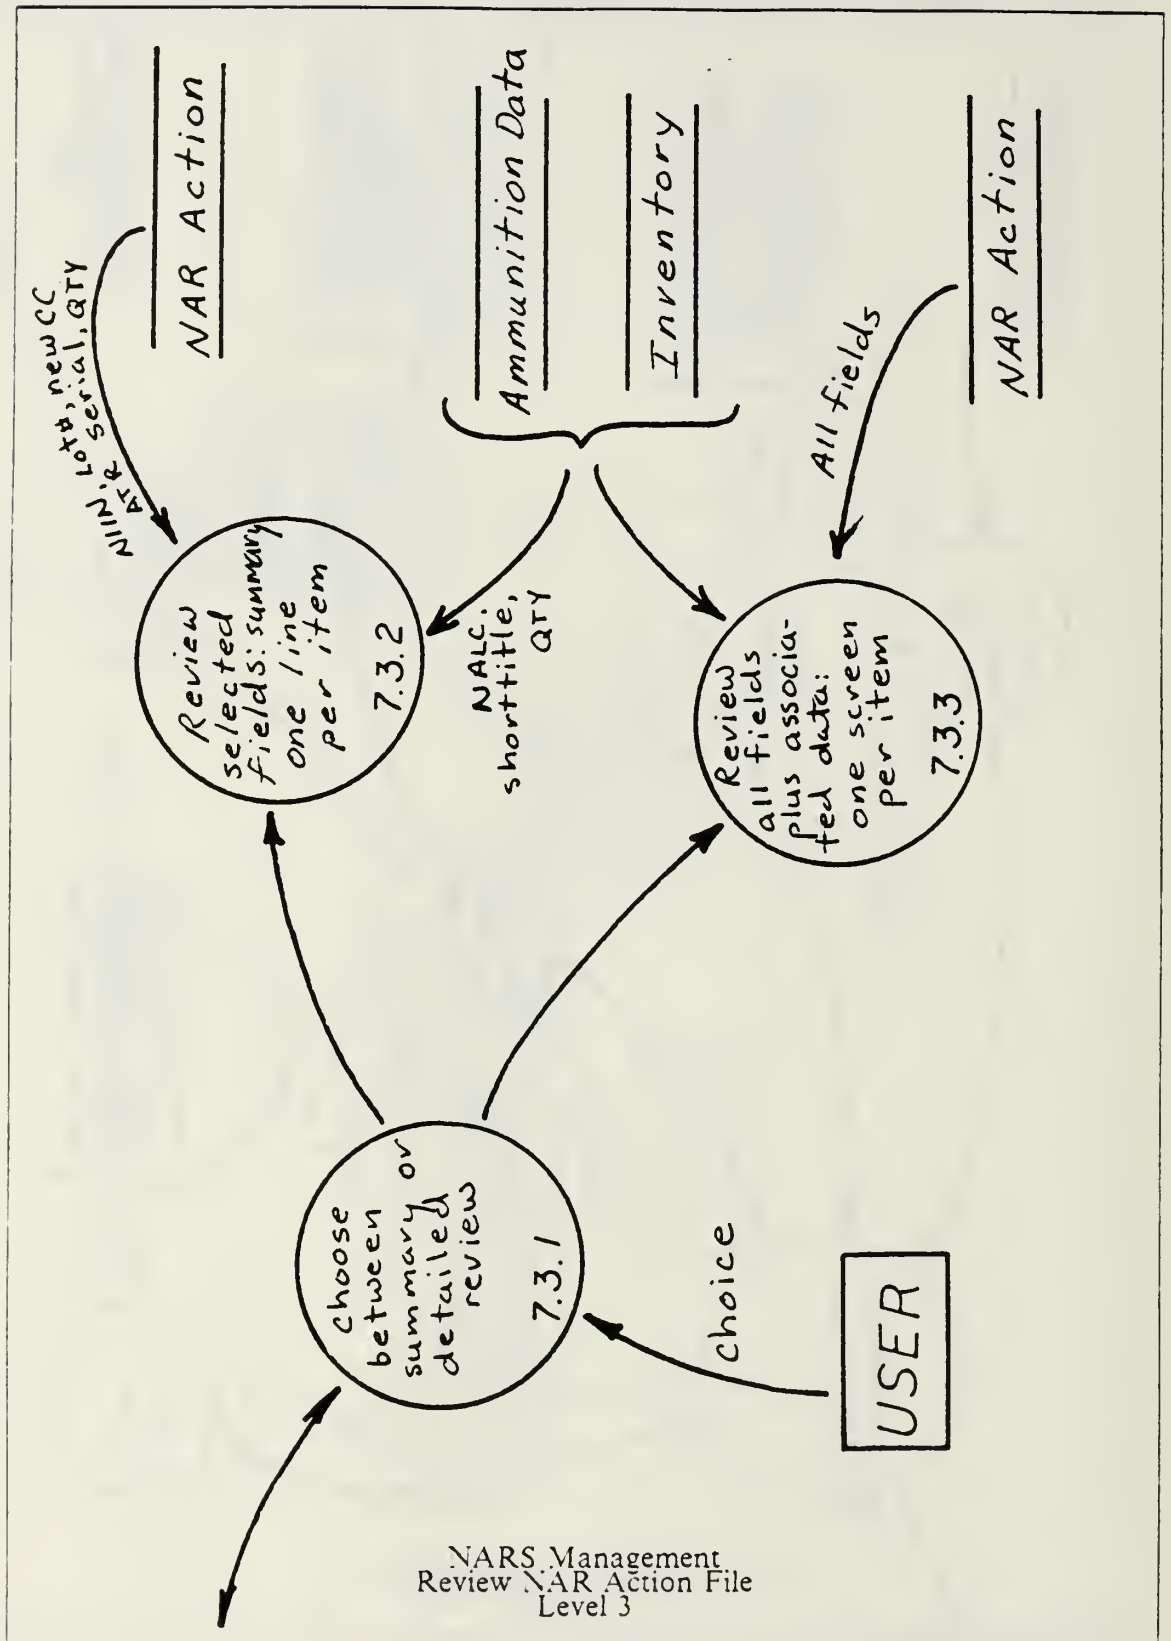 NAR Action
NIIN, Lot#, new CC
AT & serial, QTY
Ammunition Data
Inventory
NAR Action
All fields
Review
selected
fields: summary
one line
per item
7.3.2
NALC,
shorttitle,
QTY
Review
all fields
plus associa-
ted data:
one screen
per item
7.3.3
choose
between
summary or
detailed
review
7.3.1
choice
USER
NARS Management
Review NAR Action File
Level 3